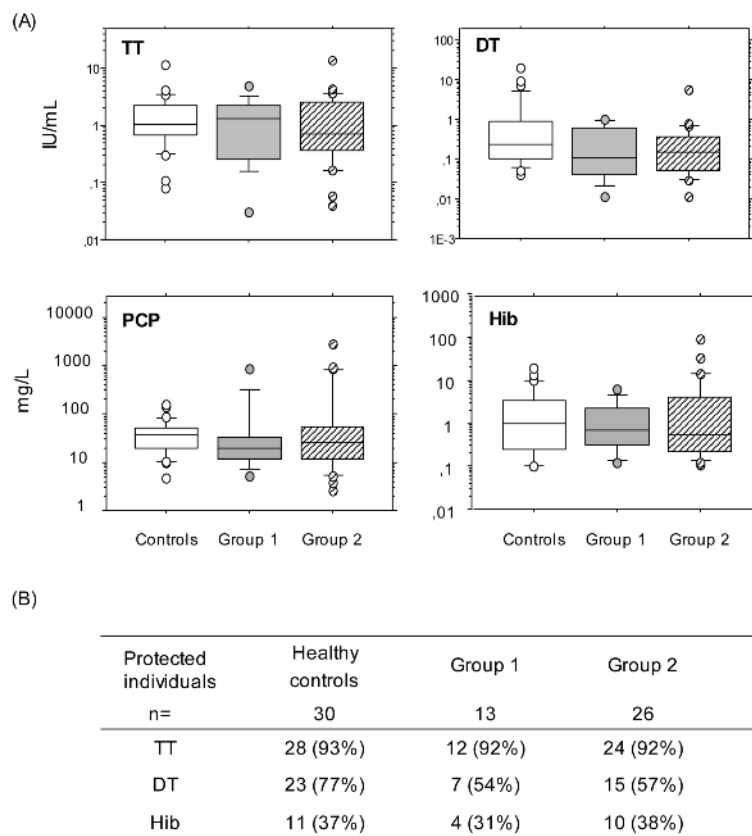 (A)
TT
DT
IU/mL
10
1
,1
,01
100
10
1
0.1
,01
1E-3
PCP
Hib
mg/L
10000
1000
100
10
1
1000
100
10
1
,1
,01
Controls Group 1 Group 2
Controls Group 1 Group 2
(B)
Protected individuals Healthy controls Group 1 Group 2
n= 30 13 26
TT 28 (93%) 12 (92%) 24 (92%)
DT 23 (77%) 7 (54%) 15 (57%)
Hib 11 (37%) 4 (31%) 10 (38%)